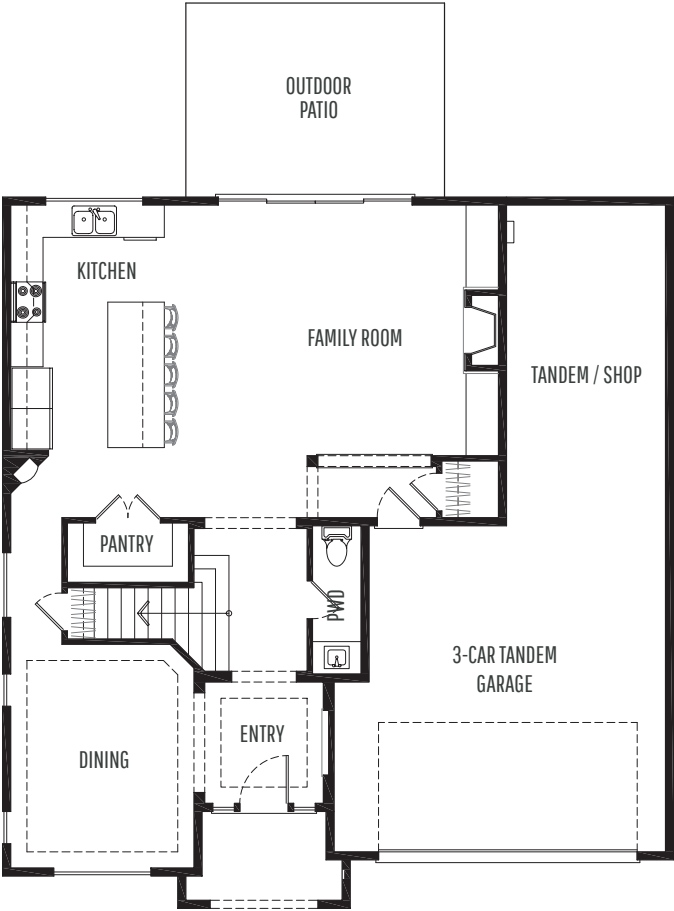 OUTDOOR
PATIO
KITCHEN
FAMILY ROOM
TANDEM / SHOP
PANTRY
PWD
3-CAR TANDEM
GARAGE
ENTRY
DINING